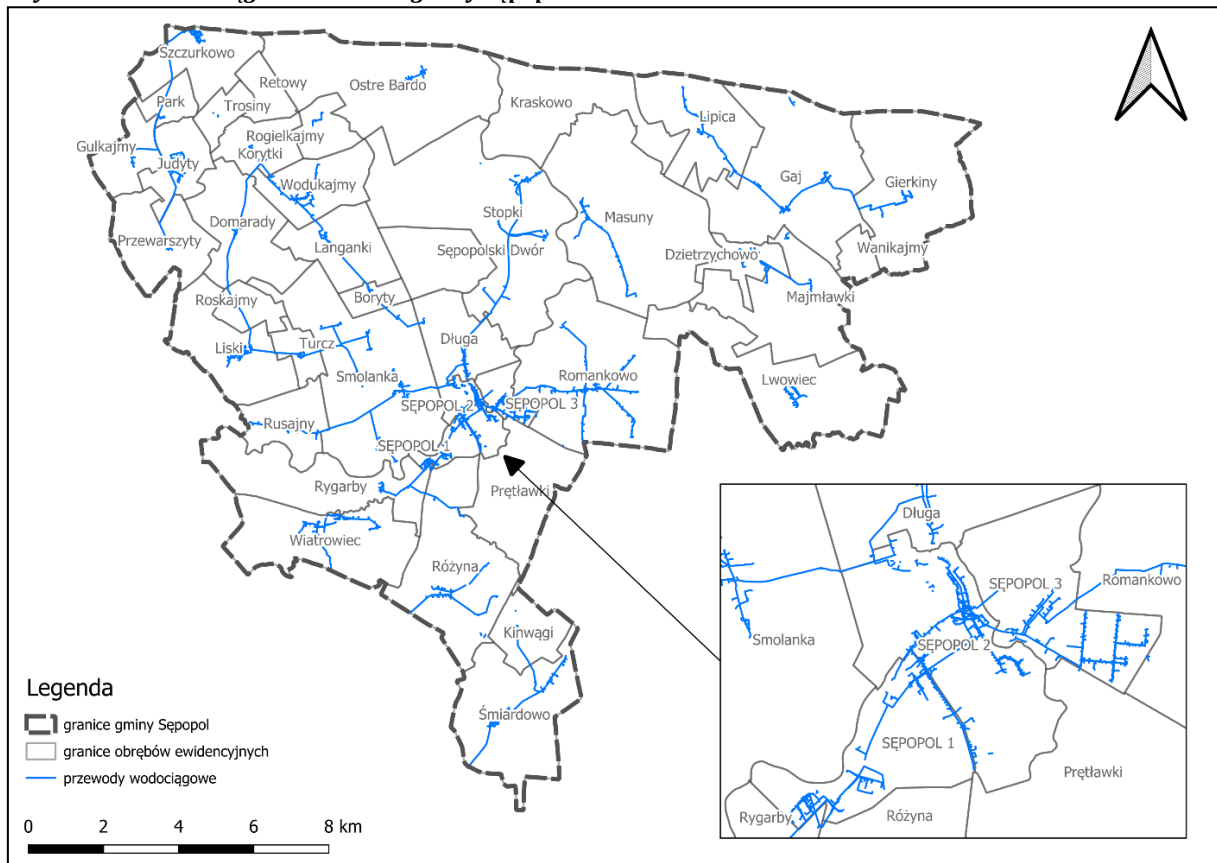 Szczurkowo
Retowy
Ostre Bardo
Park
Trosiny
Kraskowo
Lipica
Rogielkajmy
Gulkajmy
Korytki
Judyty
Wodukajmy
Gaj
Gierkiny
Stopki
Masuny
Domarady
Przewarszyty
Langanki
Sępopolski Dwór
Dzietrzychowo
Wanikajmy
Roskajmy
Boryty
Majmławki
Liski
Turcz
Długa
Smolanka
Romankowo
Lwowiec
SĘPOPOL 2
SĘPOPOL 3
Rusajny
SĘPOPOL 1
Rygarby
Prętławki
Wiatrowiec
Różyna
Kinwągi
Śmiardowo
Długa
SĘPOPOL 3
Romankowo
Smolanka
SĘPOPOL 2
SĘPOPOL 1
Prętławki
Rygarby
Różyna
Legenda
granice gminy Sępopol
granice obrębów ewidencyjnych
przewody wodociągowe
0 2 4 6 8 km